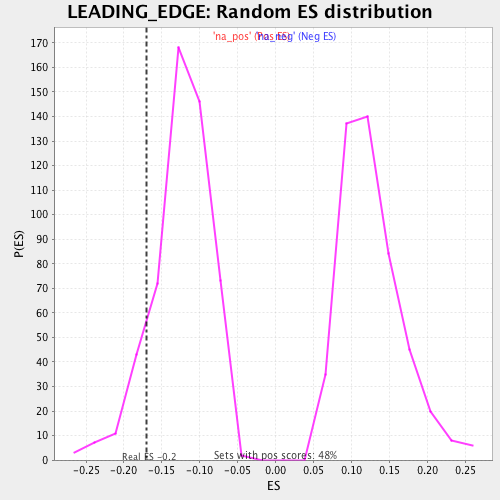 LEADING_EDGE: Random ES distribution
'na_pos' (Pos ES) 'na_neg' (Neg ES)
170
160
150
140
130
120
110
100
90
80
70
60
50
40
30
20
10
0
P(ES)
Real ES -0.2
Sets with pos scores: 48%
-0.25 -0.20 -0.15 -0.10 -0.05 0.00 0.05 0.10 0.15 0.20 0.25
ES